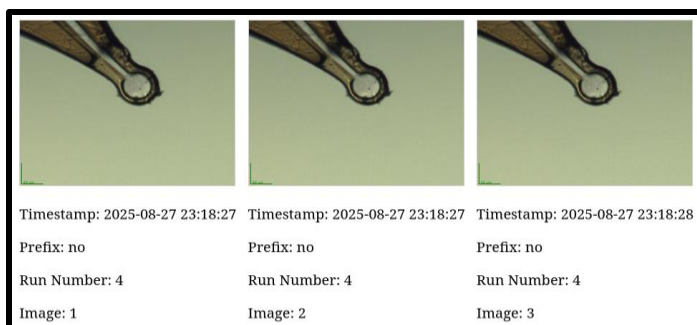 Timestamp: 2025-08-27 23:18:27
Prefix: no
Run Number: 4
Image: 1
Timestamp: 2025-08-27 23:18:27
Prefix: no
Run Number: 4
Image: 2
Timestamp: 2025-08-27 23:18:28
Prefix: no
Run Number: 4
Image: 3